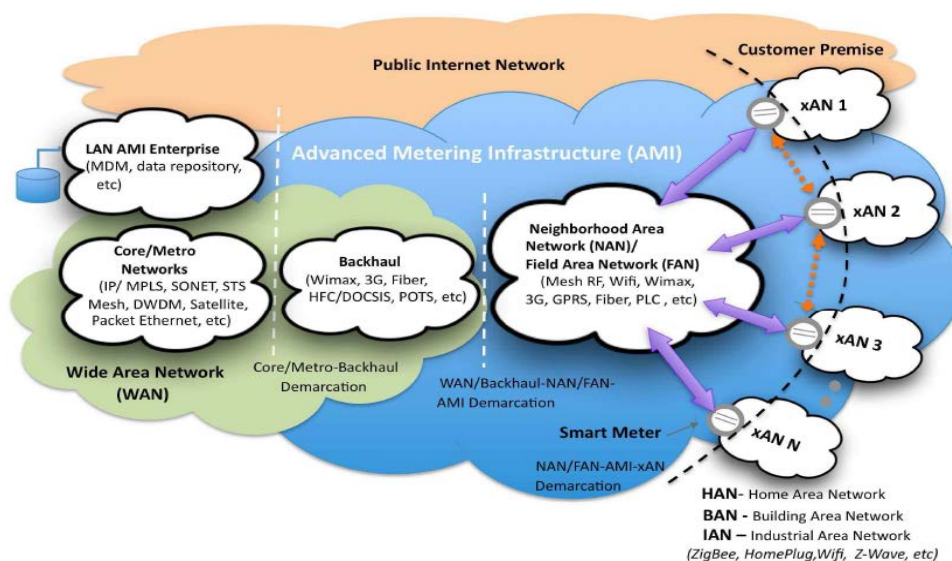 Public Internet Network
Customer Premise
xAN 1
LAN AMI Enterprise
(MDM, data repository,
etc)
Advanced Metering Infrastructure (AMI)
xAN 2
Neighborhood Area
Network (NAN)/
Field Area Network (FAN)
(Mesh RF, Wifi, Wimax,
3G, GPRS, Fiber, PLC , etc)
Core/Metro
Networks
(IP/ MPLS, SONET, STS
Mesh, DWDM, Satellite,
Packet Ethernet, etc)
Backhaul
(Wimax, 3G, Fiber,
HFC/DOCSIS, POTS, etc)
xAN 3
Wide Area Network
(WAN)
Core/Metro-Backhaul
Demarcation
WAN/Backhaul-NAN/FAN-
AMI Demarcation
Smart Meter
xAN N
NAN/FAN-AMI-xAN
Demarcation
HAN- Home Area Network
BAN - Building Area Network
IAN – Industrial Area Network
(ZigBee, HomePlug,Wifi, Z-Wave, etc)